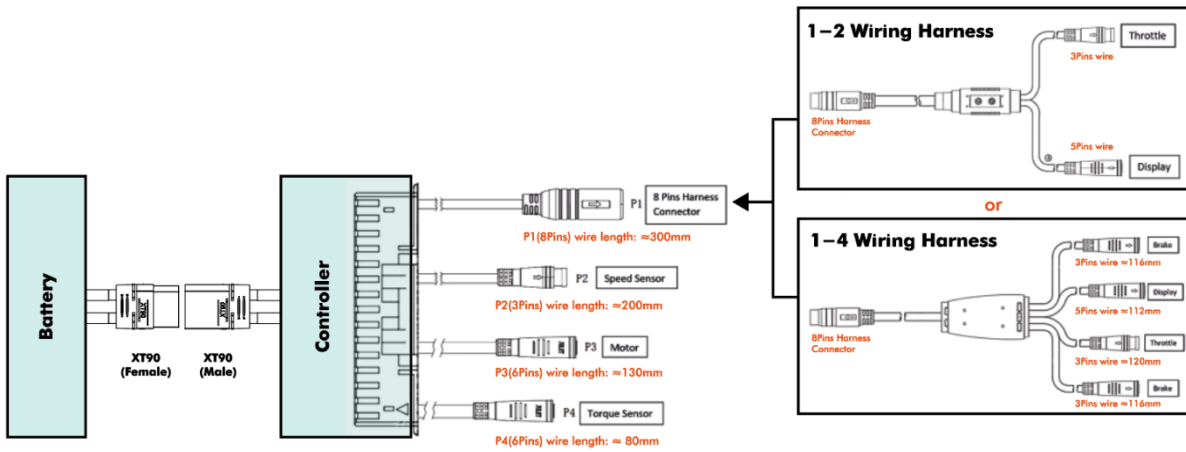 Battery
XT90
(Female)
XT90
(Male)
Controller
P1
8 Pins Harness
Connector
P1(8Pins) wire length: ≈300mm
P2
Speed Sensor
P2(3Pins) wire length: ≈200mm
P3
Motor
P3(6Pins) wire length: ≈130mm
P4
Torque Sensor
P4(6Pins) wire length: ≈ 80mm
1-2 Wiring Harness
8Pins Harness
Connector
Throttle
3Pins wire
5Pins wire
Display
or
1-4 Wiring Harness
8Pins Harness
Connector
Brake
3Pins wire ≈116mm
Display
5Pins wire ≈112mm
Throttle
3Pins wire ≈120mm
Brake
3Pins wire ≈116mm